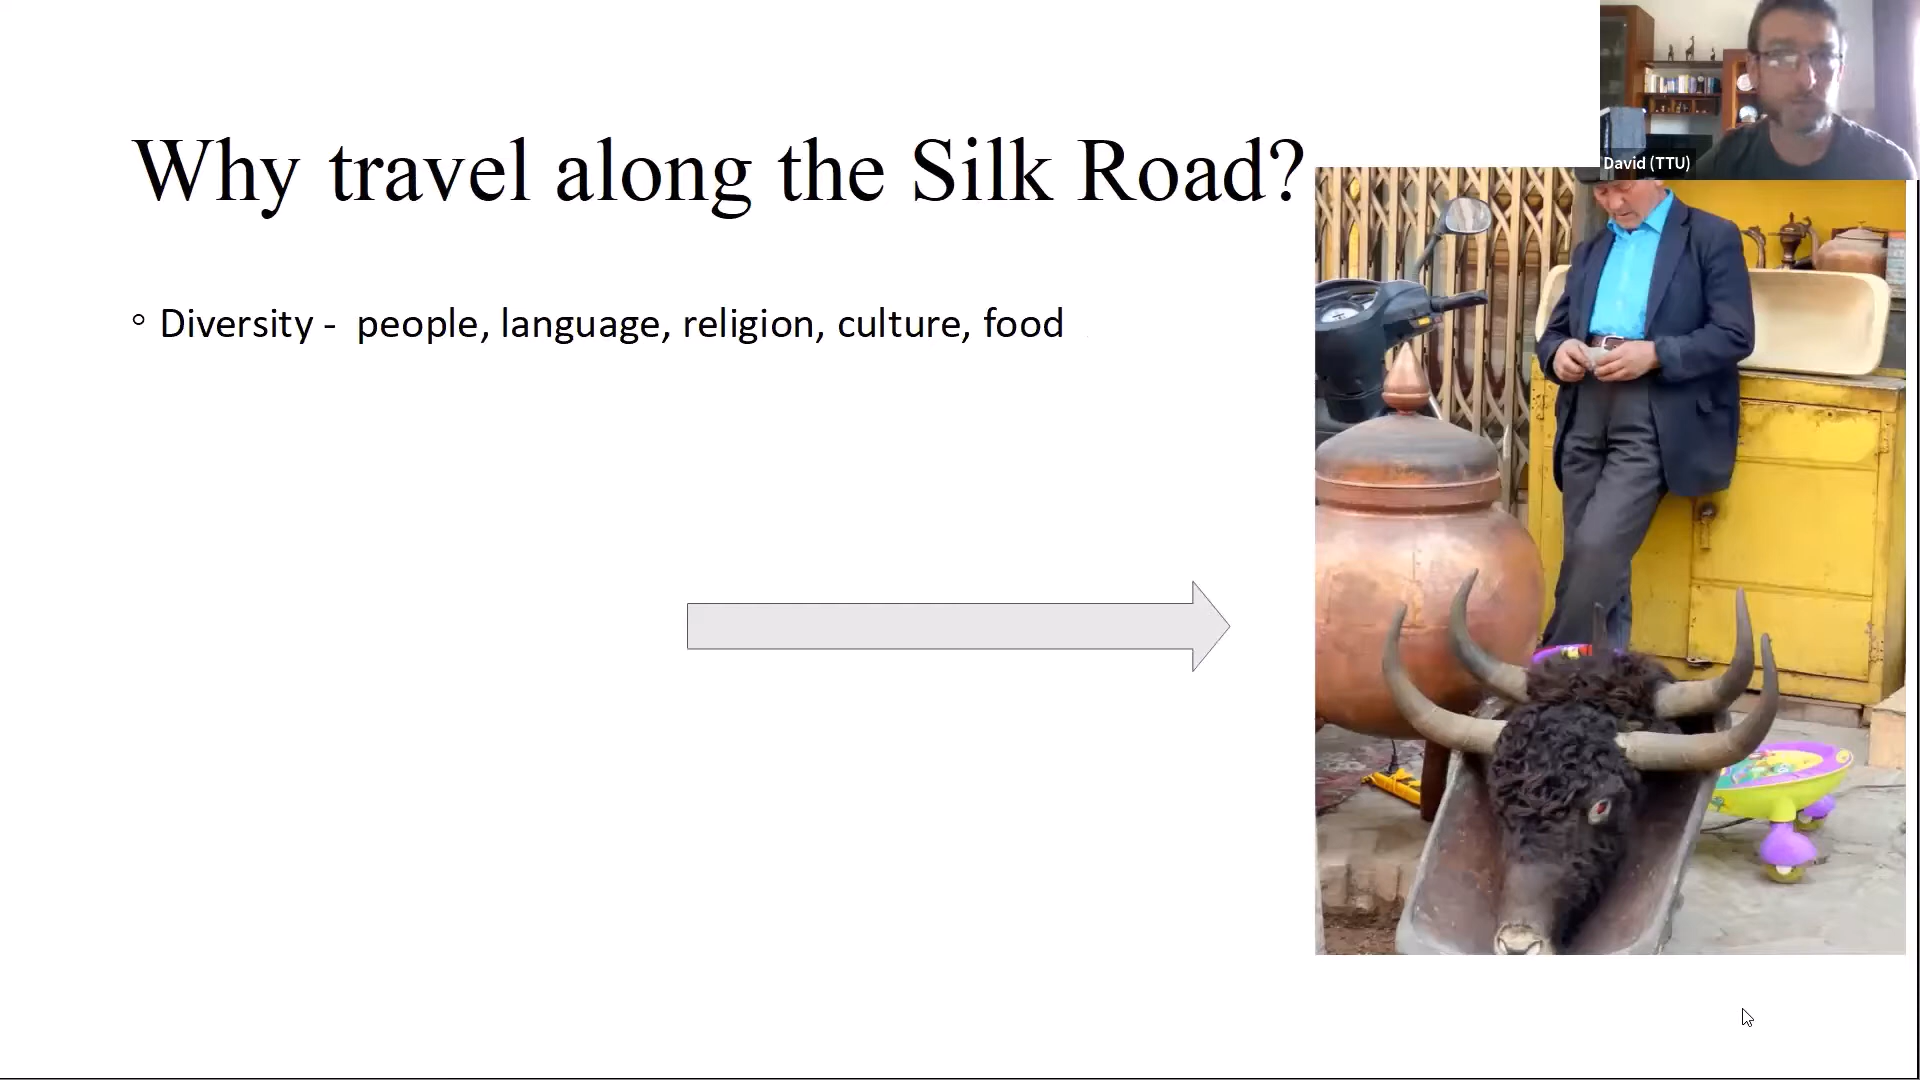 Why travel along the Silk Road?
David (TTU)
◦ Diversity -  people, language, religion, culture, food